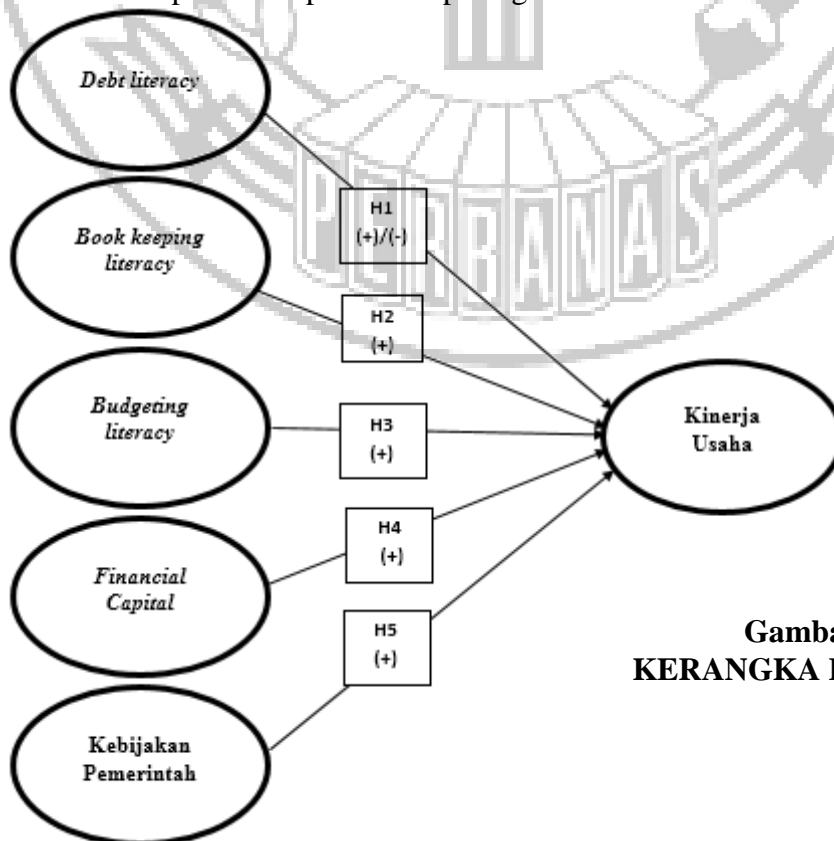 Debt literacy
H1
(+)/(-)
PERBANAS
Book keeping
literacy
H2
(+)
Budgeting
literacy
H3
(+)
Kinerja
Usaha
H4
(+)
Financial
Capital
H5
(+)
KERANGKA
Kebijakan
Pemerintah